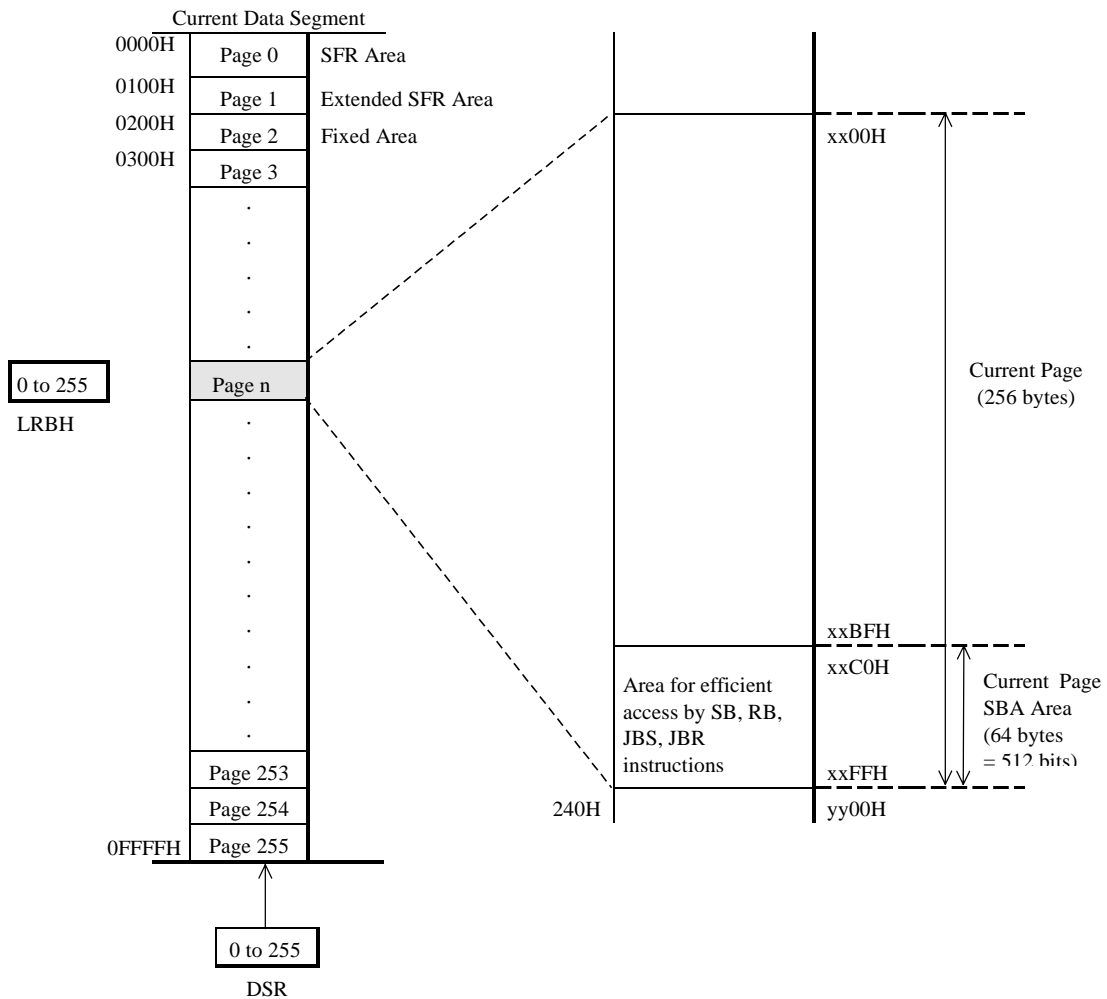 Current Data Segment
0000H
Page 0
SFR Area
0100H
Page 1
Extended SFR Area
0200H
Page 2
Fixed Area
0300H
Page 3
xx00H
0 to 255
LRBH
Page n
Current Page
(256 bytes)
xxBFH
xxC0H
Area for efficient
access by SB, RB,
JBS, JBR
instructions
Current Page
SBA Area
(64 bytes
= 512 bits)
xxFFH
240H
yy00H
Page 253
Page 254
0FFFFH
Page 255
0 to 255
DSR